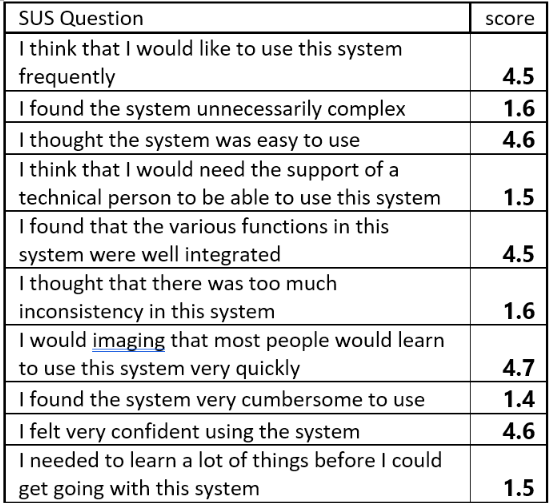 SUS Question score
I think that I would like to use this system
frequently 4.5
I found the system unnecessarily complex 1.6
I thought the system was easy to use 4.6
I think that I would need the support of a
technical person to be able to use this system 1.5
I found that the various functions in this
system were well integrated 4.5
I thought that there was too much
inconsistency in this system 1.6
I would imaging that most people would learn
to use this system very quickly 4.7
I found the system very cumbersome to use 1.4
I felt very confident using the system 4.6
I needed to learn a lot of things before I could
get going with this system 1.5